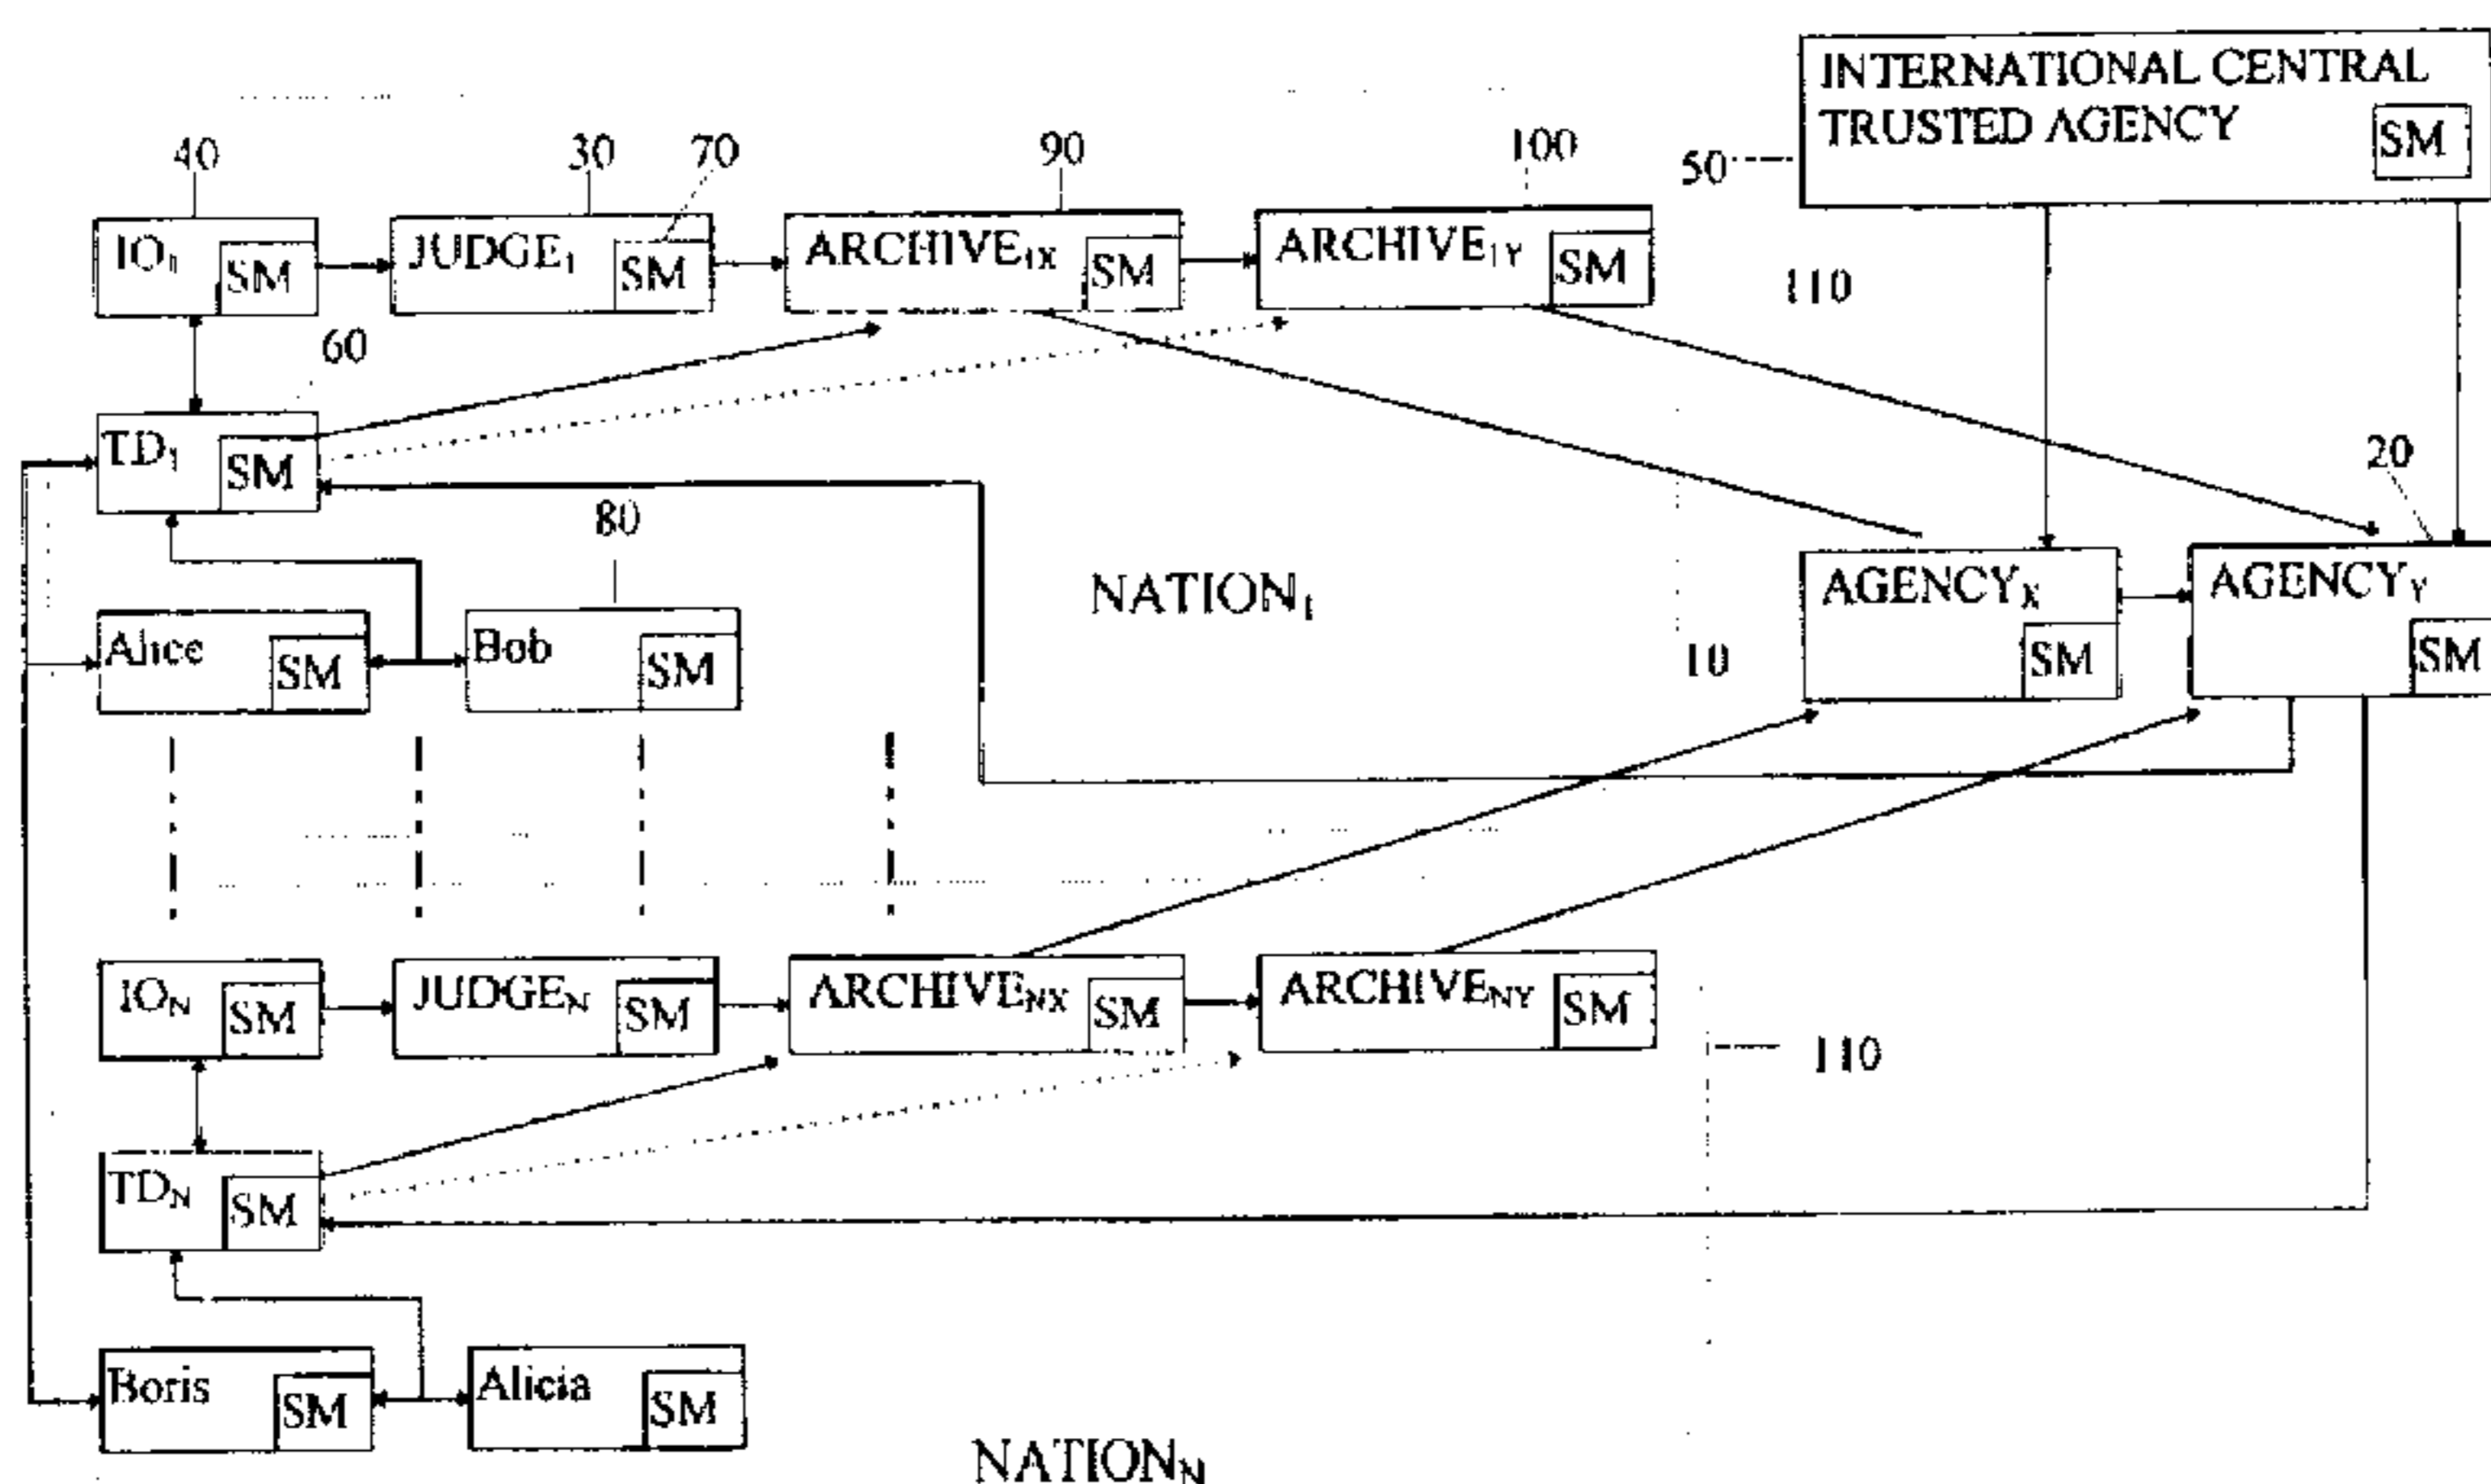 INTERNATIONAL CENTRAL
TRUSTED AGENCY
SM
50
40
30
70
90
100
IO₁
SM
JUDGE₁
SM
ARCHIVE₁X
SM
ARCHIVE₁Y
SM
110
60
TD₁
SM
20
80
NATION₁
AGENCYX
SM
AGENCYY
SM
Alice
SM
Bob
SM
10
ION
SM
JUDGEN
SM
ARCHIVENX
SM
ARCHIVENY
SM
110
TDN
SM
Boris
SM
Alicia
SM
NATIONN